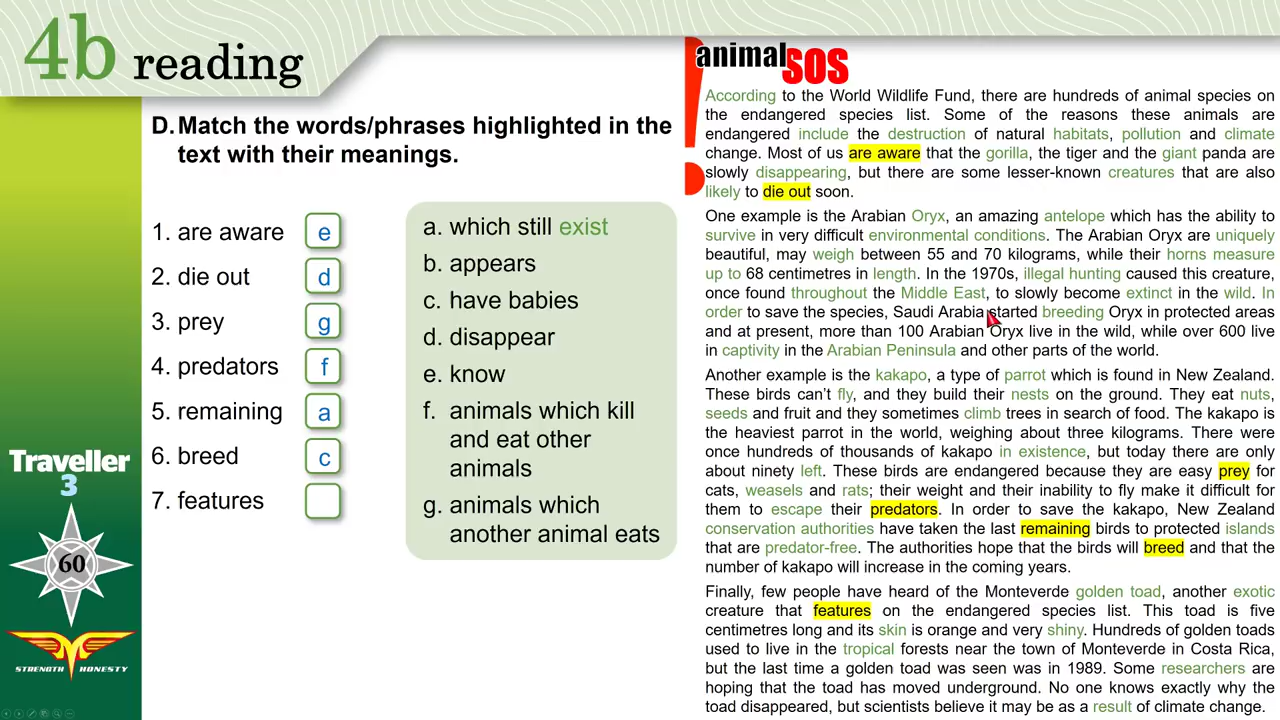 4b reading
D. Match the words/phrases highlighted in the
text with their meanings.
1. are aware e
2. die out d
3. prey g
4. predators f
5. remaining a
6. breed c
7. features
a. which still exist
b. appears
c. have babies
d. disappear
e. know
f. animals which kill
and eat other
animals
g. animals which
another animal eats
Traveller
3
60
STRENGTH HONESTY
animal SOS
According to the World Wildlife Fund, there are hundreds of animal species on
the endangered species list. Some of the reasons these animals are
endangered include the destruction of natural habitats, pollution and climate
change. Most of us are aware that the gorilla, the tiger and the giant panda are
slowly disappearing, but there are some lesser-known creatures that are also
likely to die out soon.
One example is the Arabian Oryx, an amazing antelope which has the ability to
survive in very difficult environmental conditions. The Arabian Oryx are uniquely
beautiful, may weigh between 55 and 70 kilograms, while their horns measure
up to 68 centimetres in length. In the 1970s, illegal hunting caused this creature,
once found throughout the Middle East, to slowly become extinct in the wild. In
order to save the species, Saudi Arabia started breeding Oryx in protected areas
and at present, more than 100 Arabian Oryx live in the wild, while over 600 live
in captivity in the Arabian Peninsula and other parts of the world.
Another example is the kakapo, a type of parrot which is found in New Zealand.
These birds can't fly, and they build their nests on the ground. They eat nuts,
seeds and fruit and they sometimes climb trees in search of food. The kakapo is
the heaviest parrot in the world, weighing about three kilograms. There were
once hundreds of thousands of kakapo in existence, but today there are only
about ninety left. These birds are endangered because they are easy prey for
cats, weasels and rats; their weight and their inability to fly make it difficult for
them to escape their predators. In order to save the kakapo, New Zealand
conservation authorities have taken the last remaining birds to protected islands
that are predator-free. The authorities hope that the birds will breed and that the
number of kakapo will increase in the coming years.
Finally, few people have heard of the Monteverde golden toad, another exotic
creature that features on the endangered species list. This toad is five
centimetres long and its skin is orange and very shiny. Hundreds of golden toads
used to live in the tropical forests near the town of Monteverde in Costa Rica,
but the last time a golden toad was seen was in 1989. Some researchers are
hoping that the toad has moved underground. No one knows exactly why the
toad disappeared, but scientists believe it may be as a result of climate change.